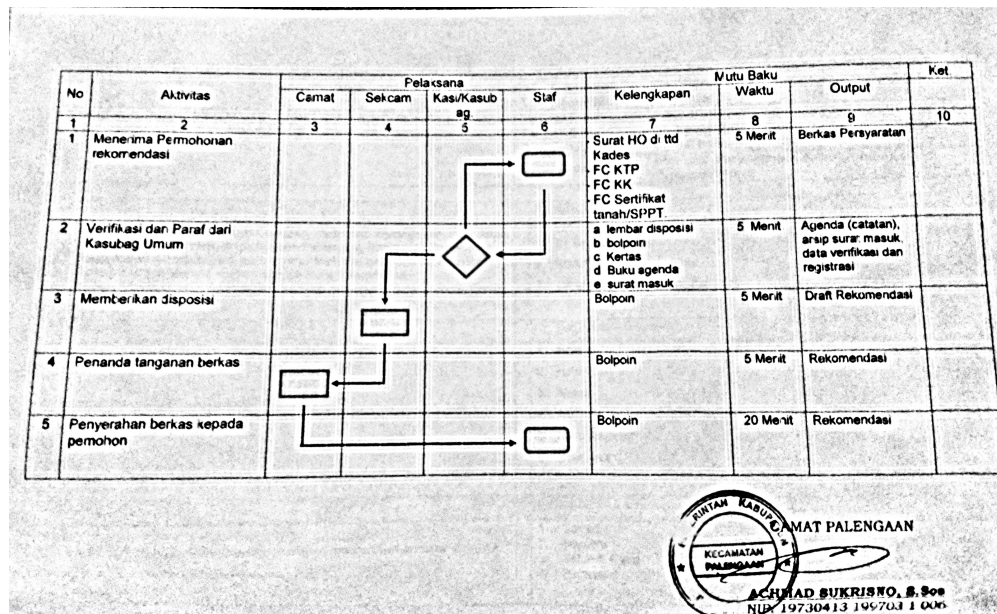 No Aktivitas Pelaksana Mutu Baku Ket.
Camat Sekcam Kasi/Kasub ag Staf Kelengkapan Waktu Output
1 2 3 4 5 6 7 8 9 10
1 Menerima Permohonan rekomendasi
- Surat HO di ttd Kades
- FC KTP
- FC KK
- FC Sertifikat tanah/SPPT.
5 Menit
Berkas Persyaratan
2 Verifikasi dan Paraf dari Kasubag Umum
a lembar disposisi
b bolpoin
c Kertas
d Buku agenda
e surat masuk
5 Menit
Agenda (catatan),
arsip surat masuk,
data verifikasi dan
registrasi
3 Memberikan disposisi
Bolpoin
5 Menit
Draft Rekomendasi
4 Penanda tanganan berkas
Bolpoin
5 Menit
Rekomendasi
5 Penyerahan berkas kepada pemohon
Bolpoin
20 Menit
Rekomendasi
CAMAT PALENGAAN
KECAMATAN
PALENGAAN
ACHMAD SUKRISNO, S.Sos
NIP. 19730413 199703 1 006